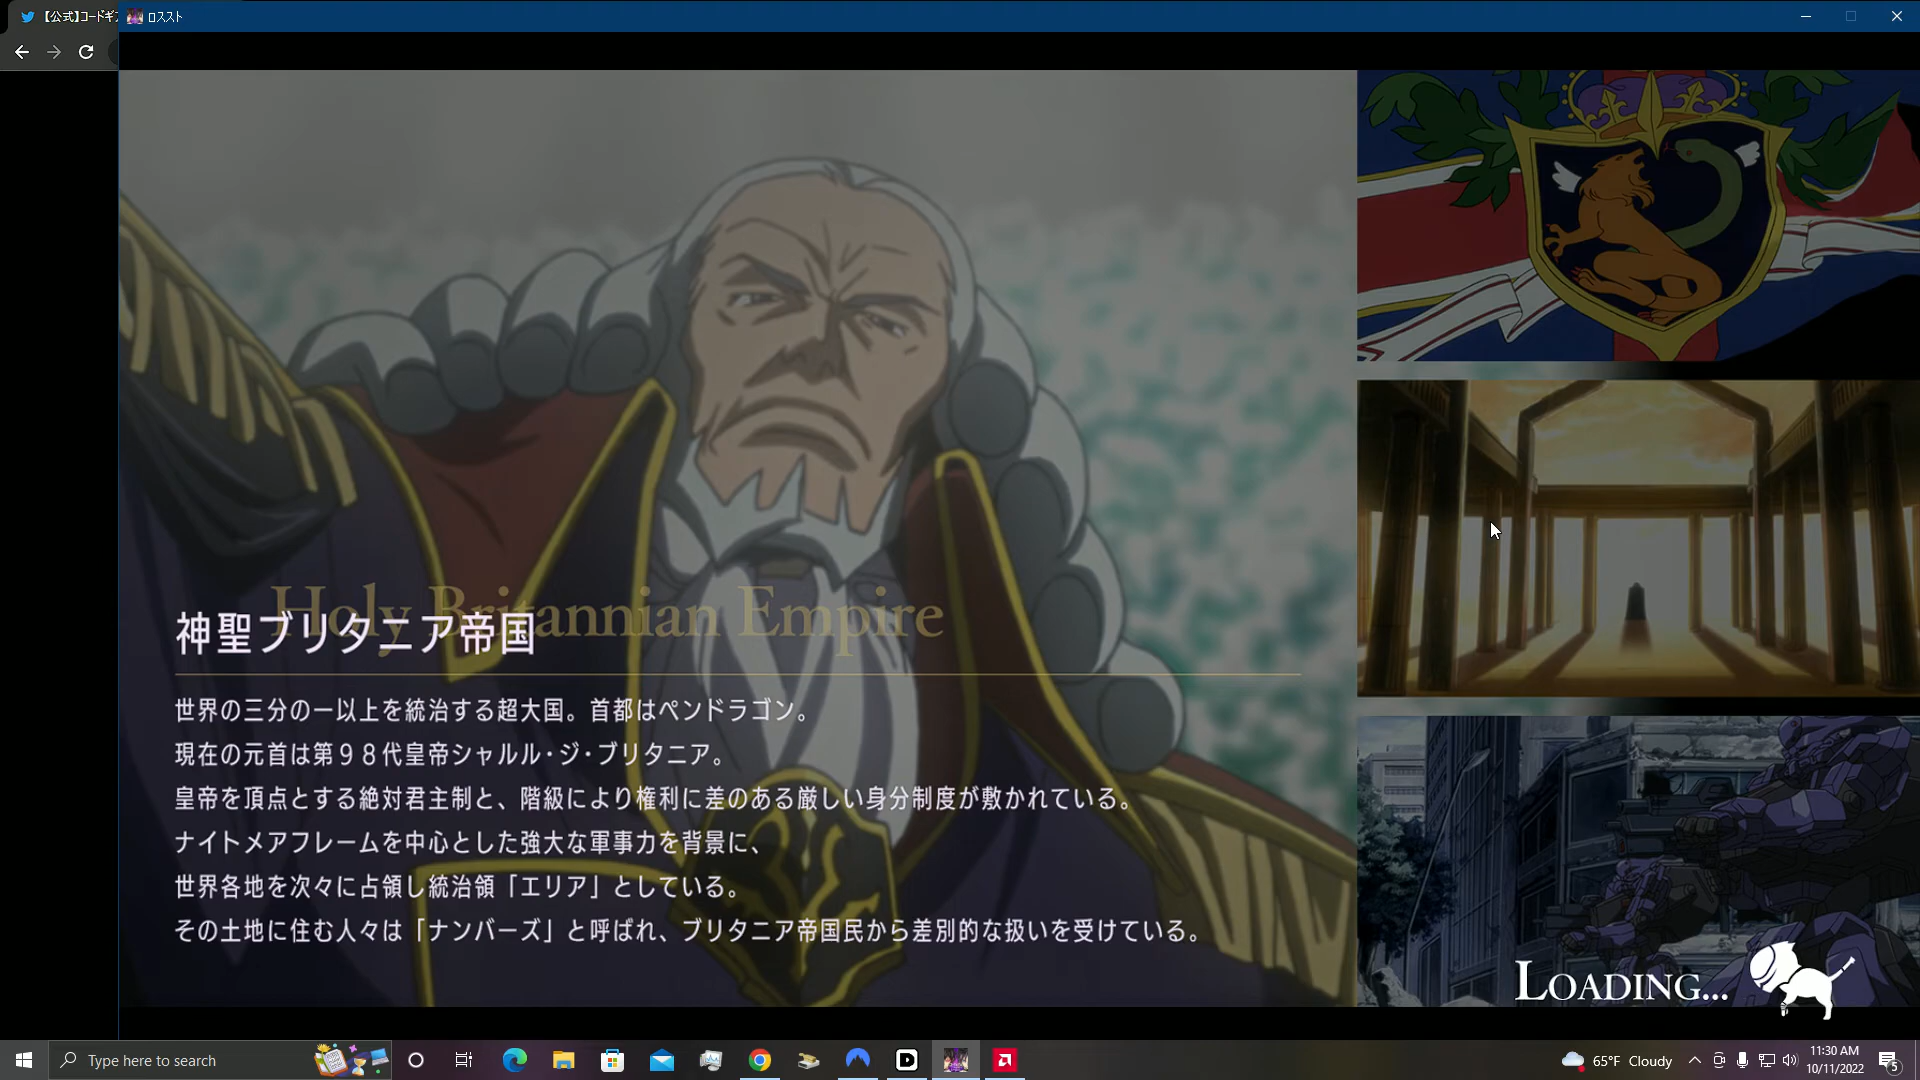 【公式】コードギ
ロススト
Holy Britannian Empire
神聖ブリタニア帝国
世界の三分の一以上を統治する超大国。首都はペンドラゴン。
現在の元首は第98代皇帝シャルル・ジ・ブリタニア。
皇帝を頂点とする絶対君主制と、階級により権利に差のある厳しい身分制度が敷かれている。
ナイトメアフレームを中心とした強大な軍事力を背景に、
世界各地を次々に占領し統治領「エリア」としている。
その土地に住む人々は「ナンバーズ」と呼ばれ、ブリタニア帝国民から差別的な扱いを受けている。
LOADING...
Type here to search
65°F Cloudy
11:30 AM
10/11/2022
5